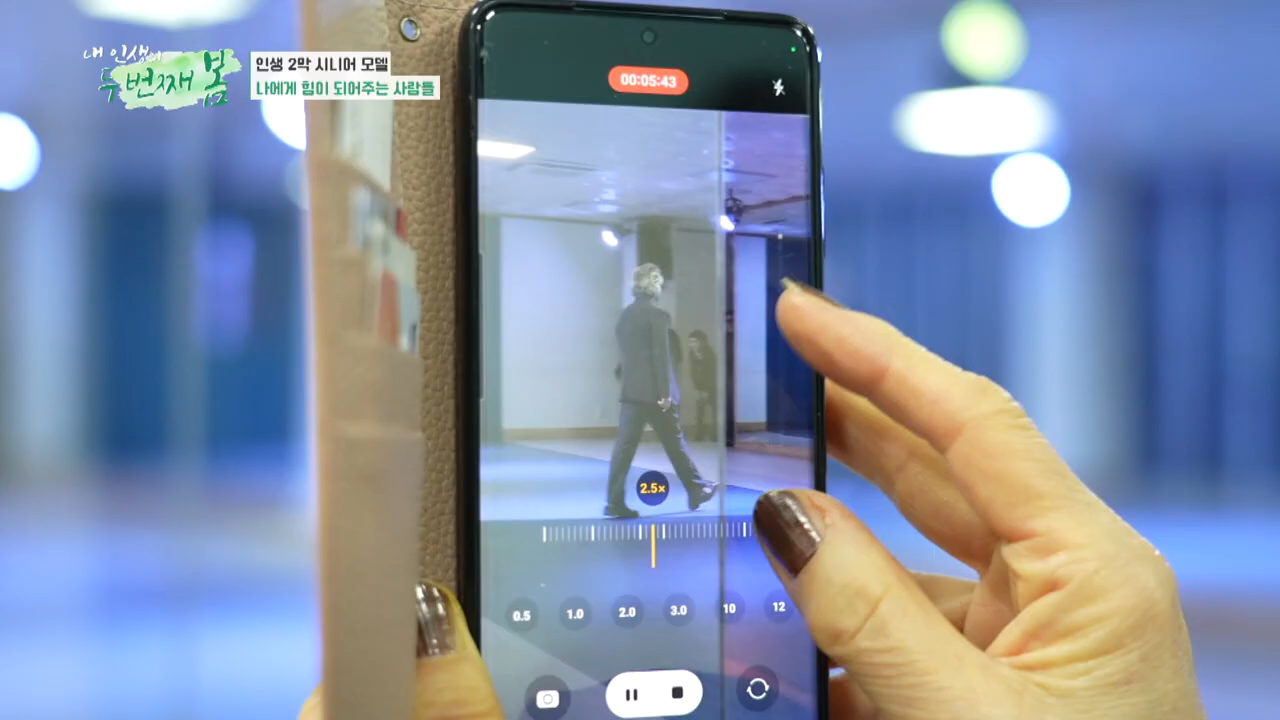 내 인생의
두 번째 봄
인생 2막 시니어 모델
나에게 힘이 되어주는 사람들
00:05:43
2.5×
0.5 1.0 2.0 3.0 10 12